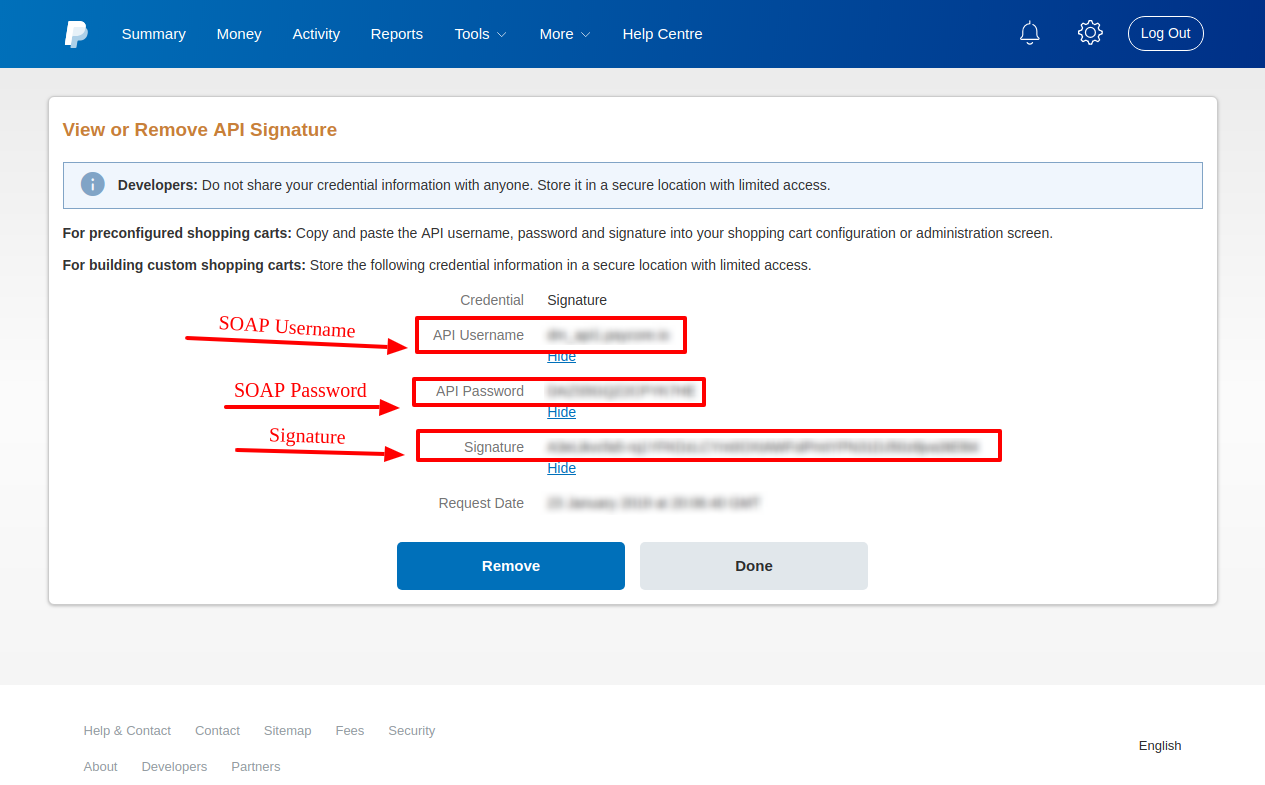 Summary Money Activity Reports Tools More Help Centre Log Out
View or Remove API Signature
Developers: Do not share your credential information with anyone. Store it in a secure location with limited access.
For preconfigured shopping carts: Copy and paste the API username, password and signature into your shopping cart configuration or administration screen.
For building custom shopping carts: Store the following credential information in a secure location with limited access.
Credential Signature
SOAP Username
API Username
Hide
SOAP Password
API Password
Hide
Signature
Signature
Hide
Request Date
Remove Done
Help & Contact Contact Sitemap Fees Security
English
About Developers Partners